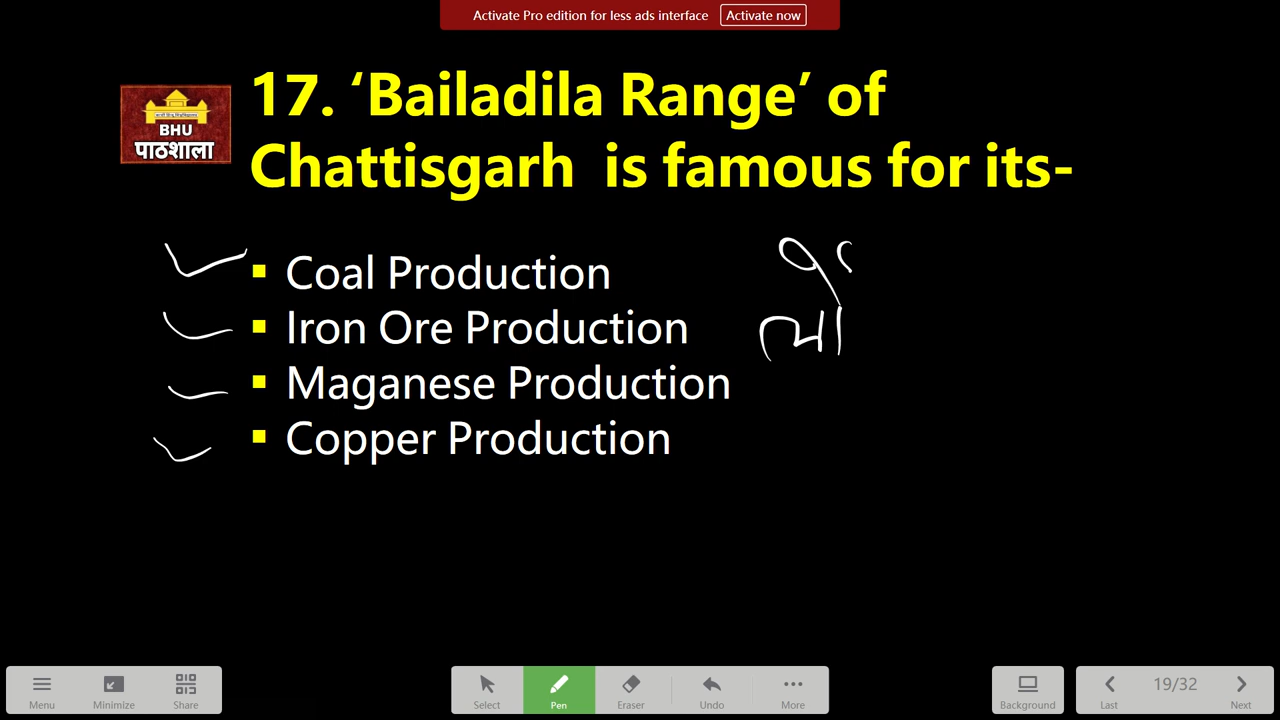 Activate Pro edition for less ads interface Activate now
17. ‘Bailadila Range’ of
Chattisgarh is famous for its-
BHU
पाठशाला
▪ Coal Production
▪ Iron Ore Production
▪ Maganese Production
▪ Copper Production
Menu Minimize Share Select Pen Eraser Undo More Background Last 19/32 Next